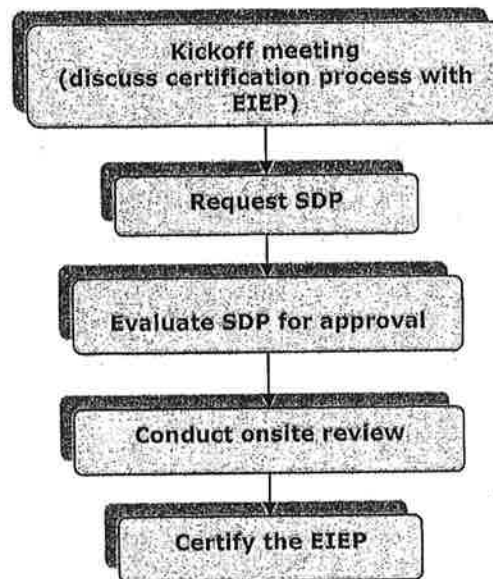 Kickoff meeting
(discuss certification process with
EIEP)
Request SDP
Evaluate SDP for approval
Conduct onsite review
Certify the EIEP